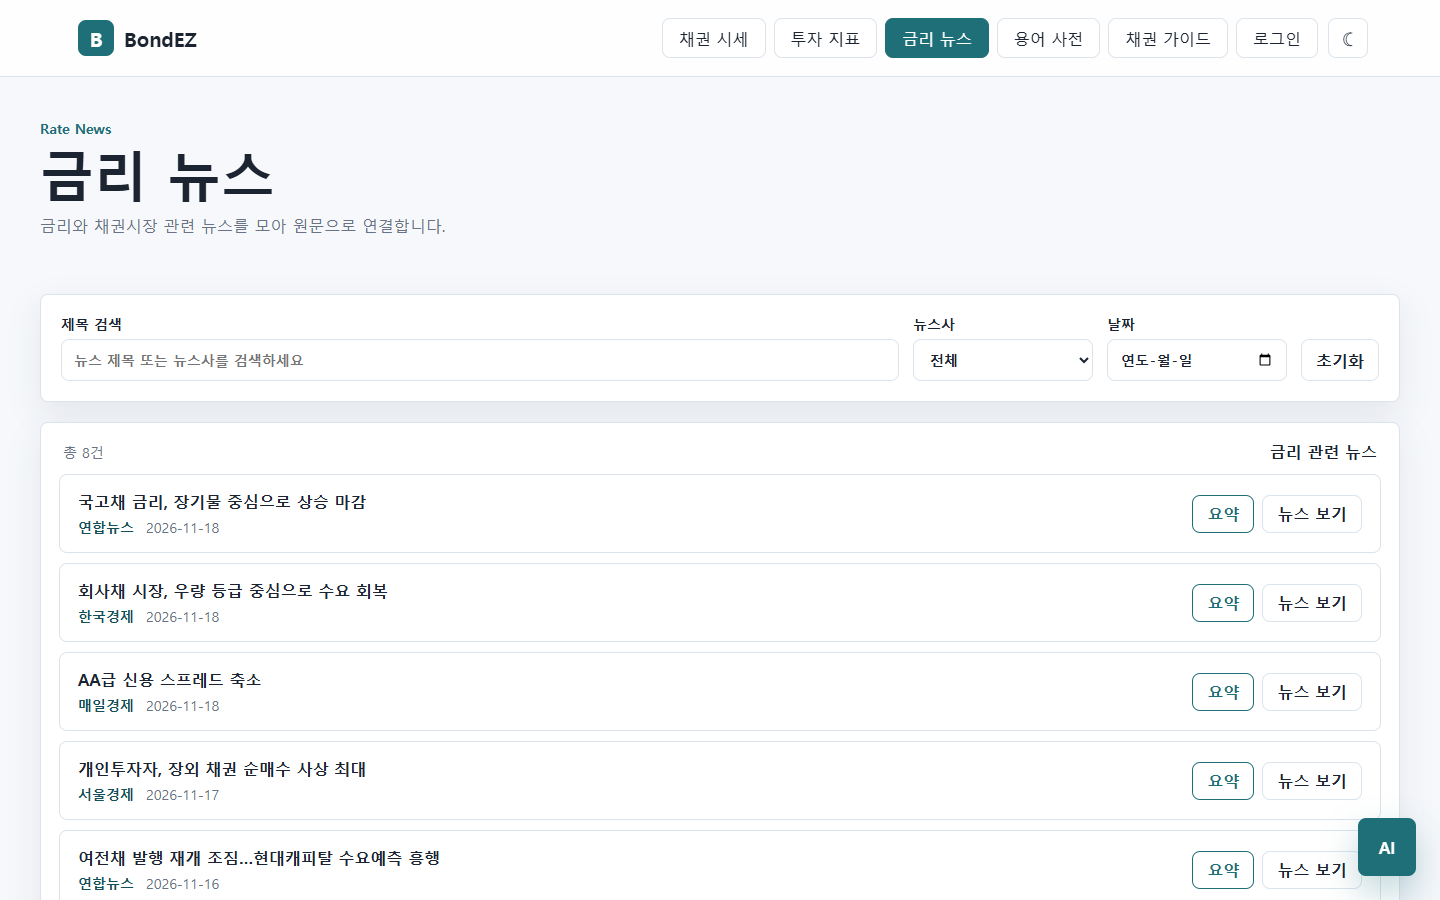 B BondEZ 채권 시세 투자 지표 금리 뉴스 용어 사전 채권 가이드 로그인 ☾
Rate News
금리 뉴스
금리와 채권시장 관련 뉴스를 모아 원문으로 연결합니다.
제목 검색 뉴스사 날짜
뉴스 제목 또는 뉴스사를 검색하세요 전체 연도-월-일 초기화
총 8건 금리 관련 뉴스
국고채 금리, 장기물 중심으로 상승 마감
연합뉴스 2026-11-18
요약 뉴스 보기
회사채 시장, 우량 등급 중심으로 수요 회복
한국경제 2026-11-18
요약 뉴스 보기
AA급 신용 스프레드 축소
매일경제 2026-11-18
요약 뉴스 보기
개인투자자, 장외 채권 순매수 사상 최대
서울경제 2026-11-17
요약 뉴스 보기
여전채 발행 재개 조짐…현대캐피탈 수요예측 흥행
연합뉴스 2026-11-16
요약 뉴스 보기
AI